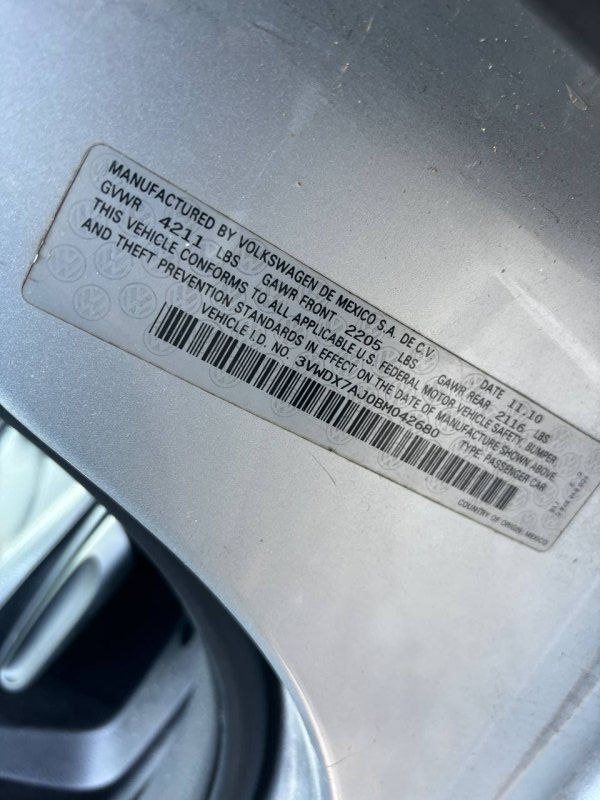 MANUFACTURED BY VOLKSWAGEN DE MEXICO S.A. DE C.V. DATE 11.10
GVWR 4211 LBS GAWR FRONT 2205 LBS GAWR REAR 2116 LBS
THIS VEHICLE CONFORMS TO ALL APPLICABLE U.S. FEDERAL MOTOR VEHICLE SAFETY, BUMPER,
AND THEFT PREVENTION STANDARDS IN EFFECT ON THE DATE OF MANUFACTURE SHOWN ABOVE.
VEHICLE I.D. NO. 3VWDX7AJ0BM042680 TYPE: PASSENGER CAR
COUNTRY OF ORIGIN: MEXICO